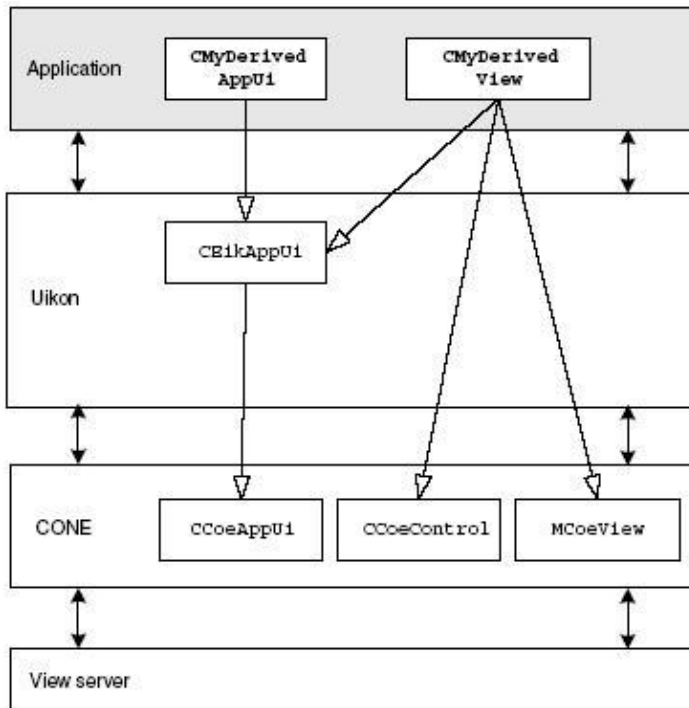 Application
CMyDerived
AppUi
CMyDerived
View
CEikAppUi
Uikon
CONE
CCoeAppUi
CCoeControl
MCoeView
View server